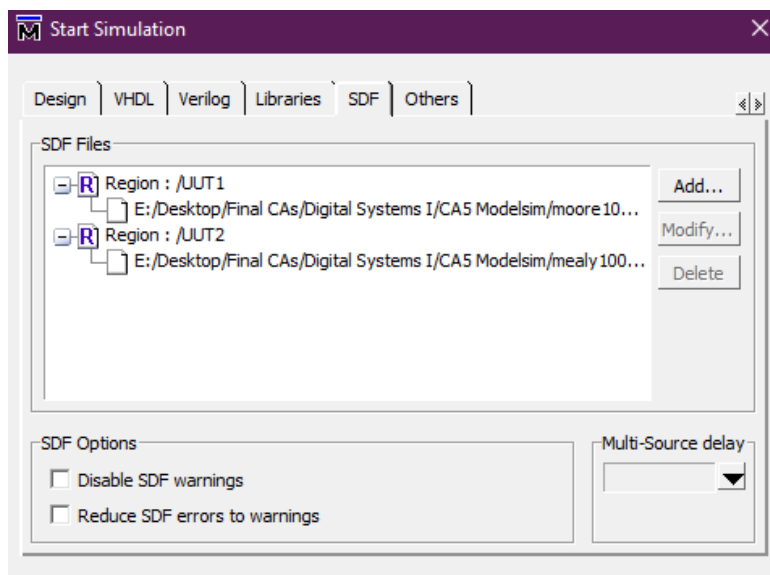 Start Simulation
Design VHDL Verilog Libraries SDF Others
SDF Files
Region : /UUT1
E:/Desktop/Final CAs/Digital Systems I/CA5 Modelsim/moore10...
Region : /UUT2
E:/Desktop/Final CAs/Digital Systems I/CA5 Modelsim/mealy100...
Add...
Modify...
Delete
SDF Options
Disable SDF warnings
Reduce SDF errors to warnings
Multi-Source delay